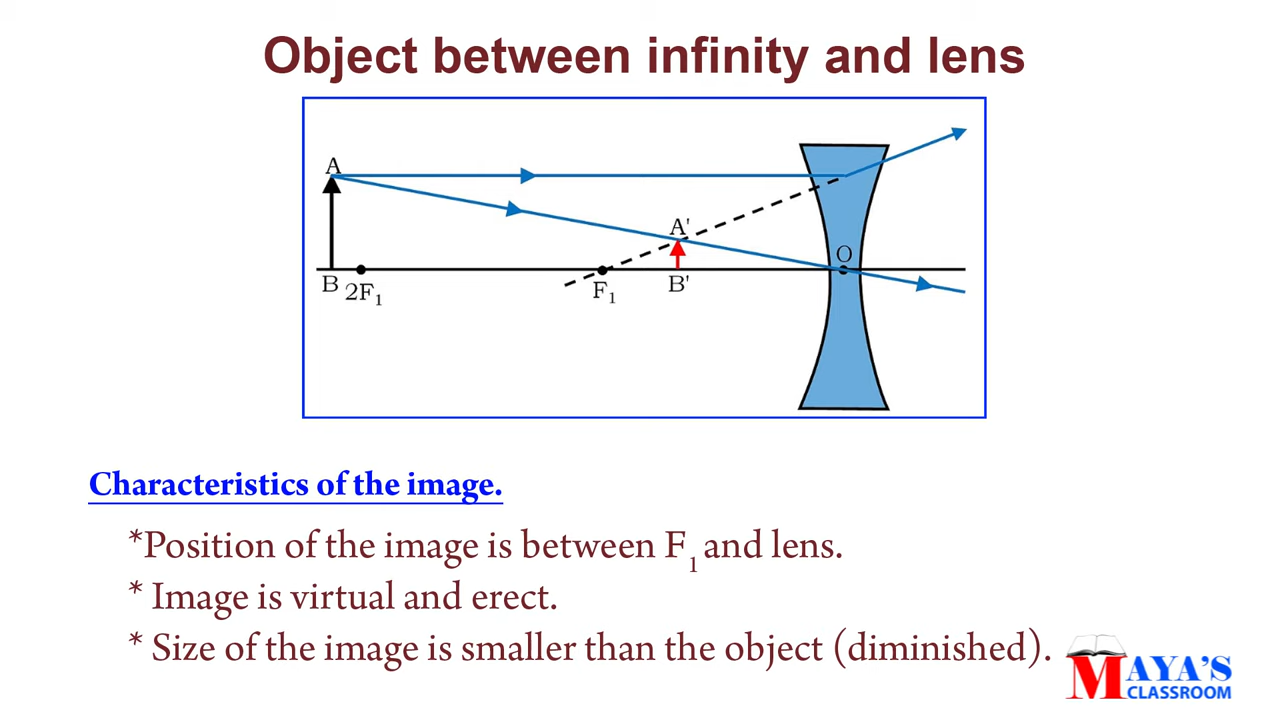 Object between infinity and lens
A
A'
O
B
2F₁
F₁
B'
Characteristics of the image.
*Position of the image is between F₁ and lens.
* Image is virtual and erect.
* Size of the image is smaller than the object (diminished).
MAYA'S
CLASSROOM